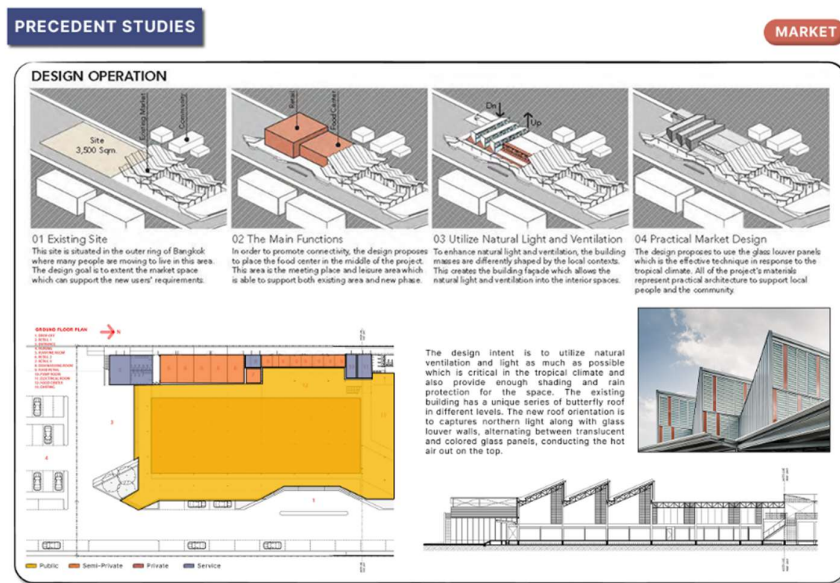 PRECEDENT STUDIES
MARKET
DESIGN OPERATION
Site
3,500 Sqm.
Existing Market
Community
Retail
Food Center
Dn
Up
01 Existing Site
This site is situated in the outer ring of Bangkok
where many people are moving to live in this area.
The design goal is to extent the market space
which can support the new users' requirements.
02 The Main Functions
In order to promote connectivity, the design proposes
to place the food center in the middle of the project.
This area is the meeting place and leisure area which
is able to support both existing area and new phase.
03 Utilize Natural Light and Ventilation
To enhance natural light and ventilation, the building
masses are differently shaped by the local contexts.
This creates the building façade which allows the
natural light and ventilation into the interior spaces.
04 Practical Market Design
The design proposes to use the glass louver panels
which is the effective technique in response to the
tropical climate. All of the project's materials
represent practical architecture to support local
people and the community.
GROUND FLOOR PLAN
N
The design intent is to utilize natural
ventilation and light as much as possible
which is critical in the tropical climate and
also provide enough shading and rain
protection for the space. The existing
building has a unique series of butterfly roof
in different levels. The new roof orientation is
to captures northern light along with glass
louver walls, alternating between translucent
and colored glass panels, conducting the hot
air out on the top.
Public
Semi-Private
Private
Service